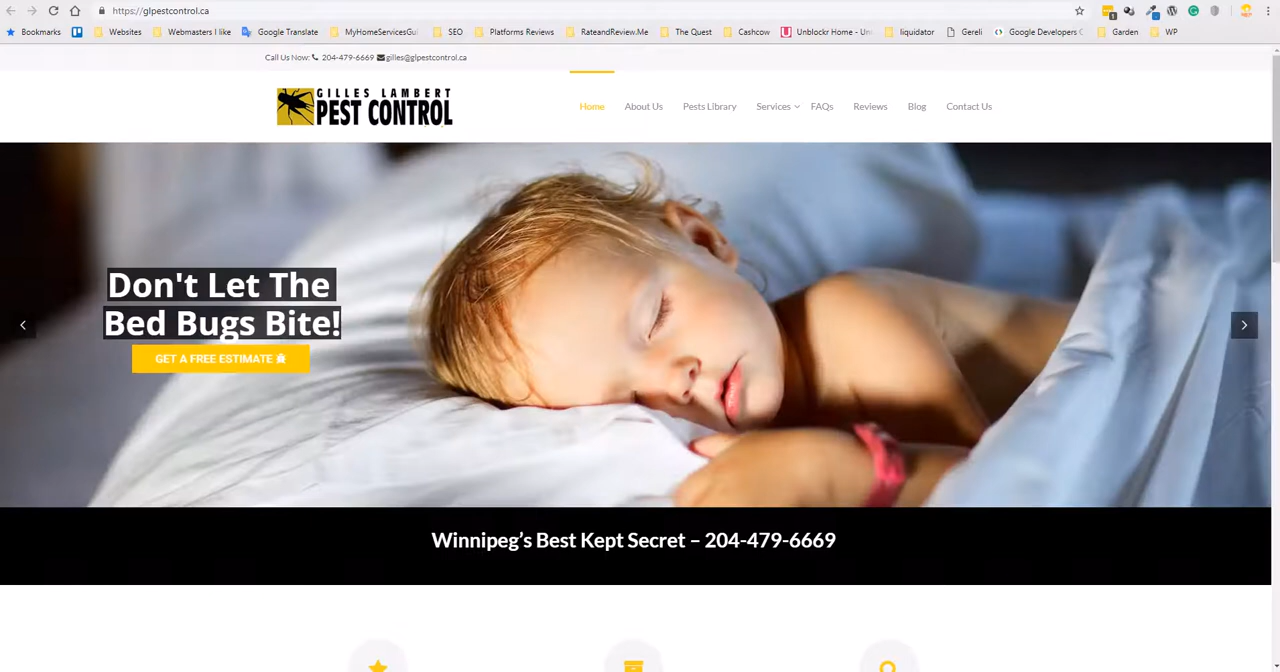 https://glpestcontrol.ca
Bookmarks Websites Webmasters I like Google Translate MyHomeServicesGu SEO Platforms Reviews RateandReview.Me The Quest Cashcow Unblockr Home - Un liquidator Gereli Google Developers Garden WP
Call Us Now: 204-479-6669 gilles@glpestcontrol.ca
GILLES LAMBERT
PEST CONTROL
Home About Us Pests Library Services FAQs Reviews Blog Contact Us
Don't Let The
Bed Bugs Bite!
GET A FREE ESTIMATE
Winnipeg’s Best Kept Secret – 204-479-6669